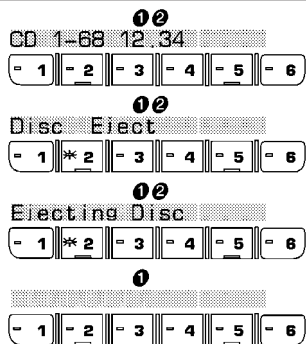 ❶❷
CD 1-68 12.34
- 1 - 2 - 3 - 4 - 5 - 6
❶❷
Disc Eject
- 1 * 2 - 3 - 4 - 5 - 6
❶❷
Ejecting Disc
- 1 * 2 - 3 - 4 - 5 - 6
❶
- 1 - 2 - 3 - 4 - 5 - 6